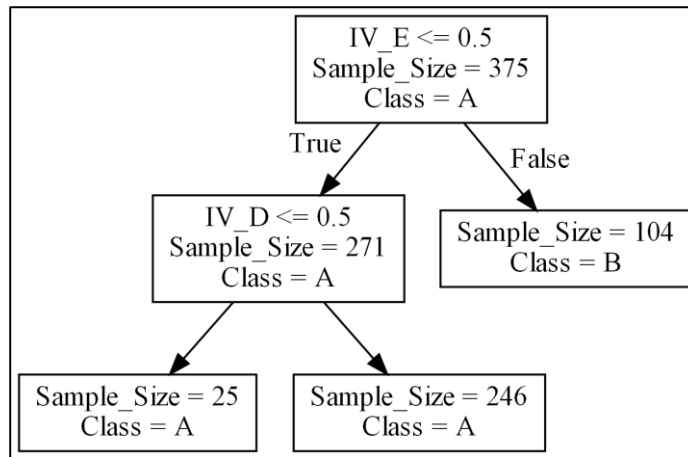 IV_E <= 0.5
Sample_Size = 375
Class = A
True
False
IV_D <= 0.5
Sample_Size = 271
Class = A
Sample_Size = 104
Class = B
Sample_Size = 25
Class = A
Sample_Size = 246
Class = A